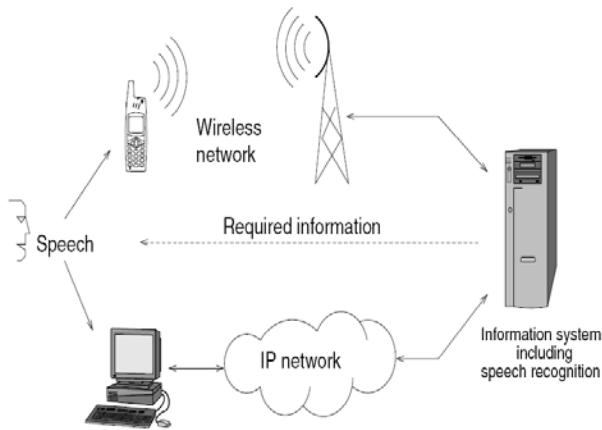 Wireless
network
Required information
Speech
IP network
Information system
including
speech recognition